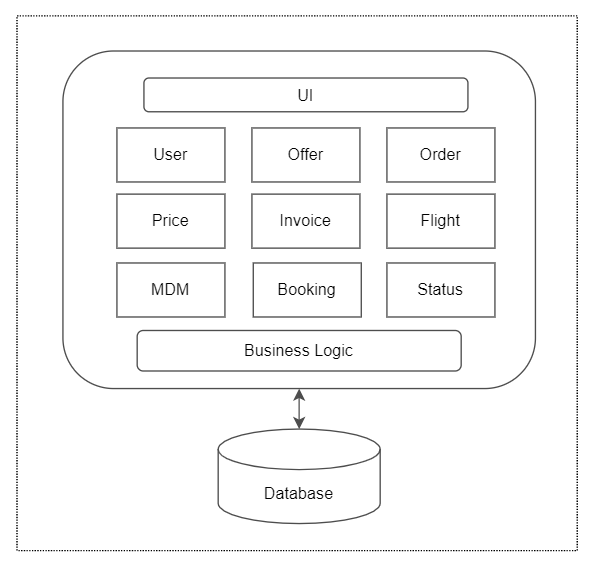 UI
User
Offer
Order
Price
Invoice
Flight
MDM
Booking
Status
Business Logic
Database